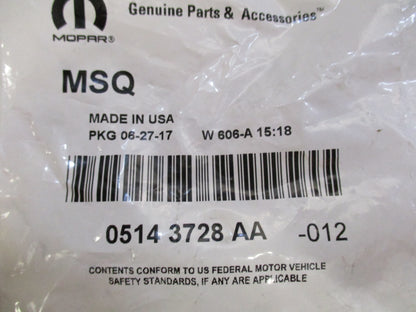 Genuine Parts & Accessories™
MOPAR®
MSQ
MADE IN USA
PKG 06-27-17 W 606-A 15:18
0514 3728 AA -012
CONTENTS CONFORM TO US FEDERAL MOTOR VEHICLE
SAFETY STANDARDS, IF ANY ARE APPLICABLE